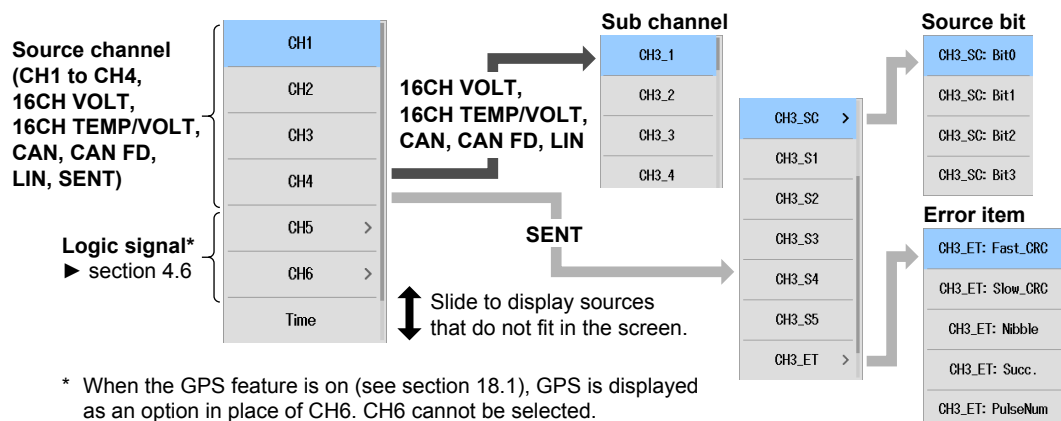 Source channel
(CH1 to CH4,
16CH VOLT,
16CH TEMP/VOLT,
CAN, CAN FD,
LIN, SENT)
Logic signal*
► section 4.6
CH1
CH2
CH3
CH4
CH5 >
CH6 >
Time
16CH VOLT,
16CH TEMP/VOLT,
CAN, CAN FD, LIN
SENT
Slide to display sources
that do not fit in the screen.
Sub channel
CH3_1
CH3_2
CH3_3
CH3_4
CH3_SC >
CH3_S1
CH3_S2
CH3_S3
CH3_S4
CH3_S5
CH3_ET >
Source bit
CH3_SC: Bit0
CH3_SC: Bit1
CH3_SC: Bit2
CH3_SC: Bit3
Error item
CH3_ET: Fast_CRC
CH3_ET: Slow_CRC
CH3_ET: Nibble
CH3_ET: Succ.
CH3_ET: PulseNum
* When the GPS feature is on (see section 18.1), GPS is displayed
as an option in place of CH6. CH6 cannot be selected.